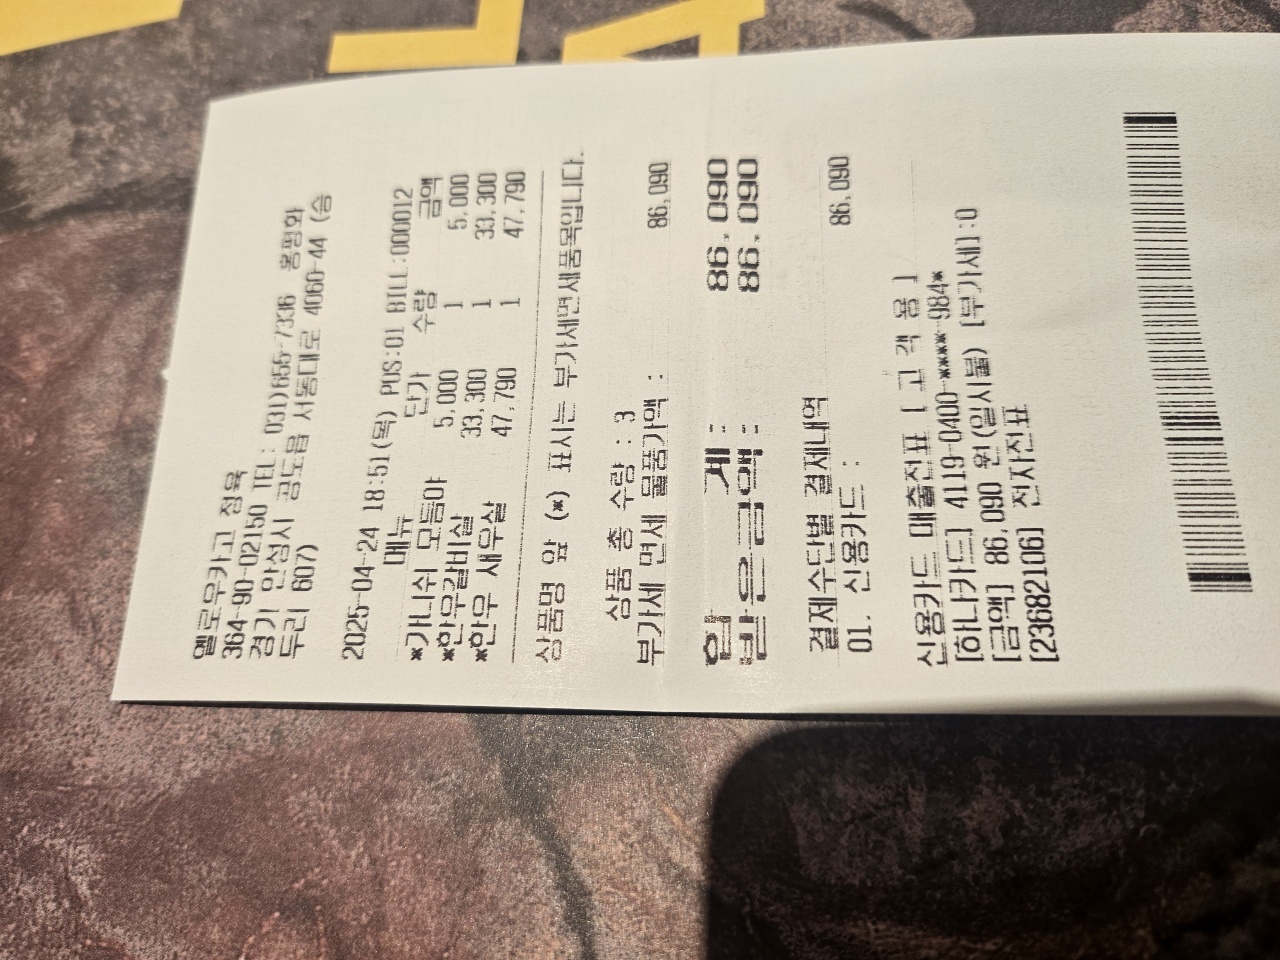 옐로우카고 정육
364-90-02150 TEL: 031)655-7336 홍평화
경기 안성시 공도읍 서동대로 4060-44 (승
두리 607)
2025-04-24 18:51(목) POS:01 BILL:000012
메뉴 단가 수량 금액
*가니쉬 모듬야 5,000 1 5,000
*한우갈비살 33,300 1 33,300
*한우 새우살 47,790 1 47,790
상품명 앞 (*) 표시는 부가세면세품목입니다.
상품 총 수량 : 3
부가세 면세 물품가액 : 86,090
합 계 : 86,090
받은금액: 86,090
결제수단별 결제내역
01. 신용카드 : 86,090
신용카드 매출전표 [ 고 객 용 ]
[하나카드] 4119-0400-****-984*
[금액] 86,090 원(일시불) [부가세]:0
[23682106] 전자전표